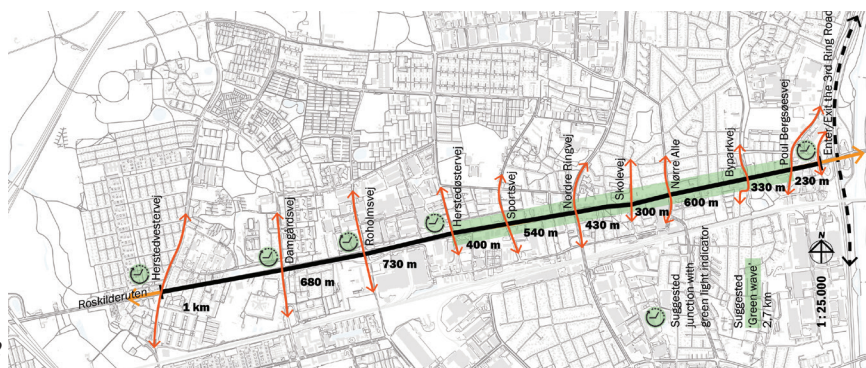 Roskilderuten
Herstedvestervej
1 km
Damgårdsvej
680 m
Roholmsvej
730 m
Herstedøstervej
400 m
Sportsvej
540 m
Nordre Ringvej
430 m
Skolevej
300 m
Nørre Alle
600 m
Byparkvej
330 m
Poul Bergsøesvej
230 m
Enter/Exit the 3rd Ring Road
Suggested
junction with
green light indicator
Suggested
'Green wave'
2,7 km
N
1:25.000